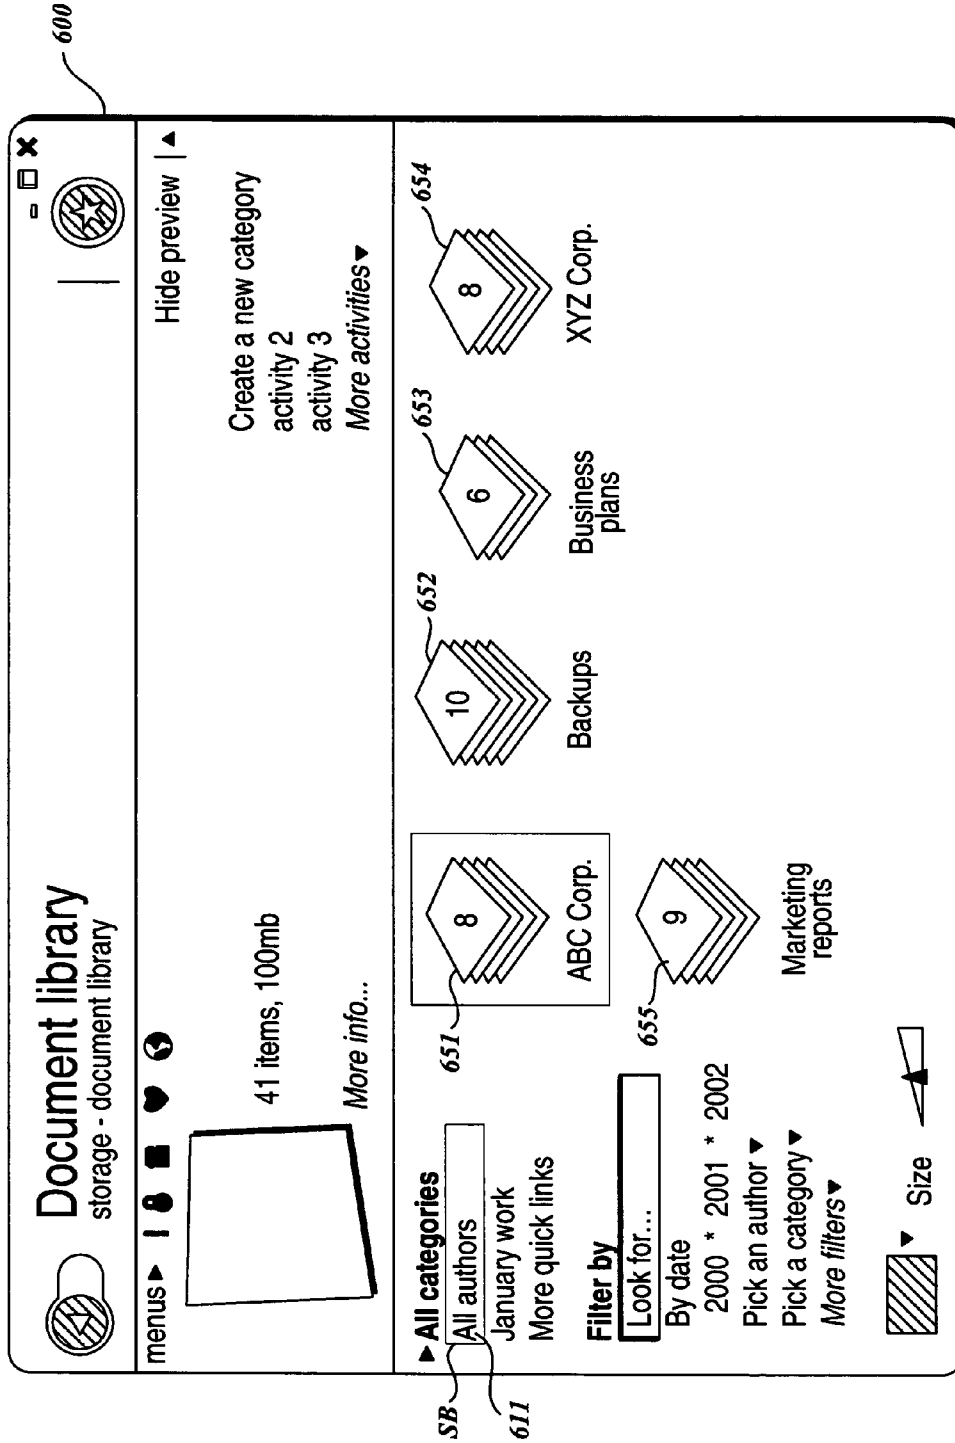 600
Document library
storage - document library
menus
Hide preview
41 items, 100mb
More info...
Create a new category
activity 2
activity 3
More activities
All categories
All authors
January work
More quick links
SB
611
Filter by
Look for...
By date
2000 * 2001 * 2002
Pick an author
Pick a category
More filters
Size
651
8
ABC Corp.
652
10
Backups
653
6
Business
plans
654
8
XYZ Corp.
655
9
Marketing
reports